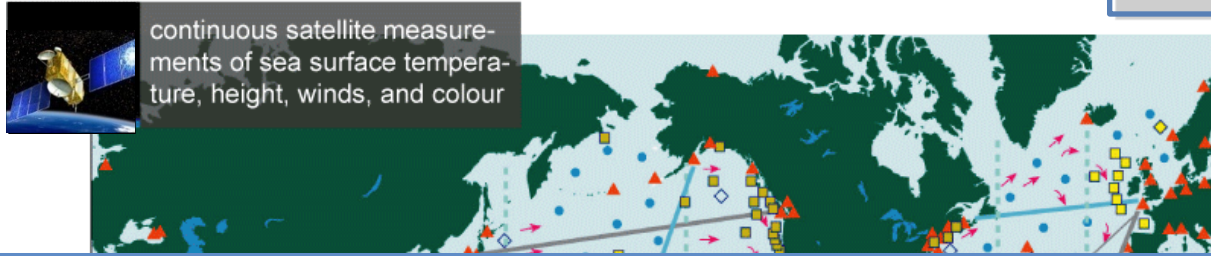 continuous satellite measure-
ments of sea surface tempera-
ture, height, winds, and colour